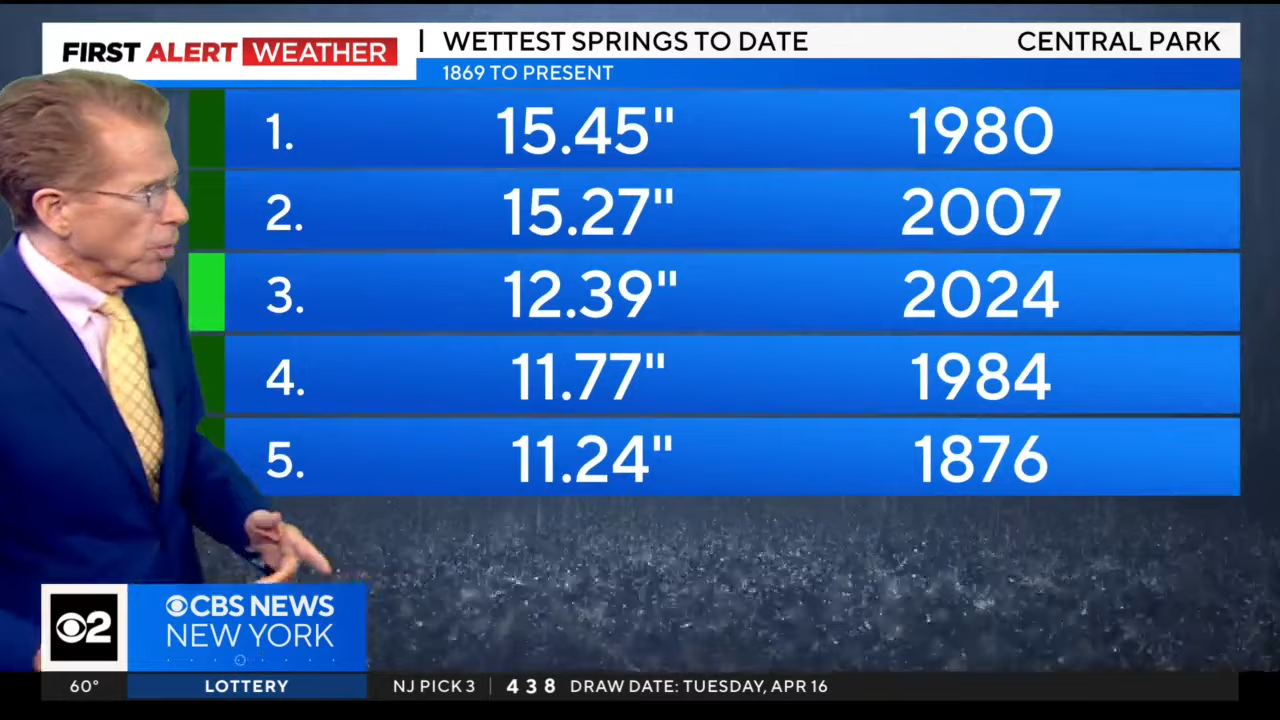 FIRST ALERT WEATHER
WETTEST SPRINGS TO DATE
CENTRAL PARK
1869 TO PRESENT
1. 15.45" 1980
2. 15.27" 2007
3. 12.39" 2024
4. 11.77" 1984
5. 11.24" 1876
2
CBS NEWS
NEW YORK
60° LOTTERY NJ PICK 3 4 3 8 DRAW DATE: TUESDAY, APR 16